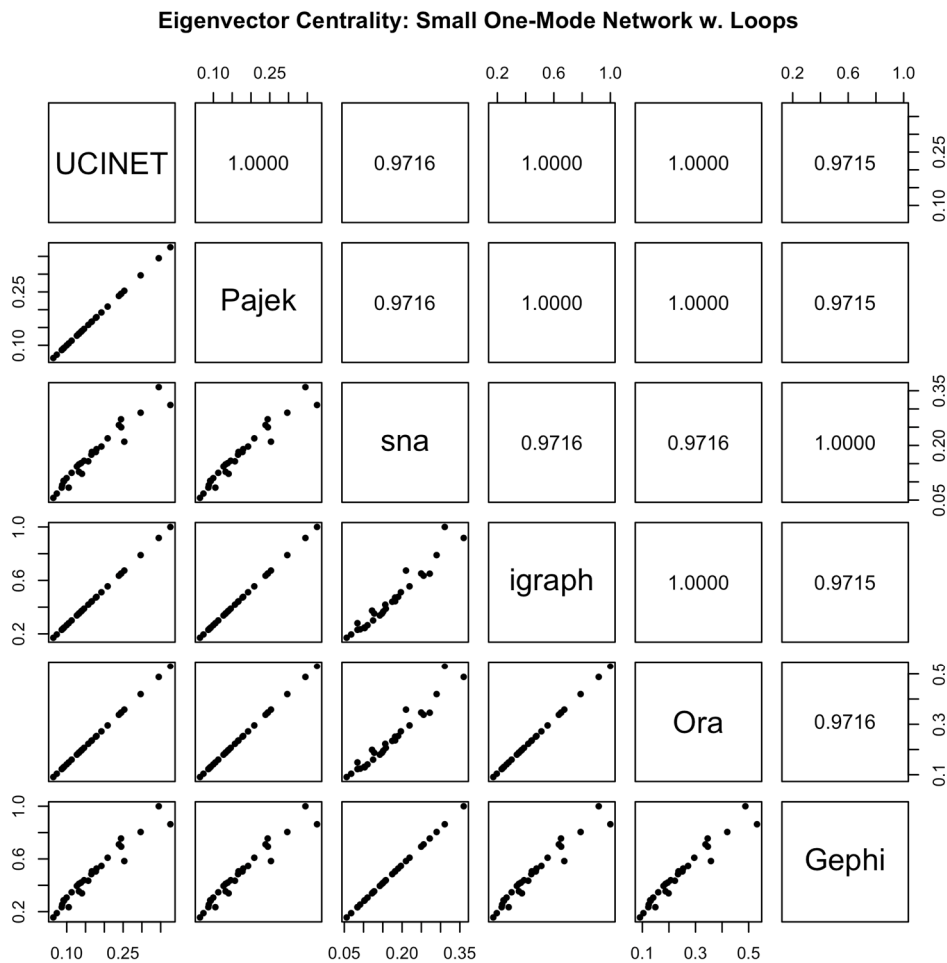 Eigenvector Centrality: Small One-Mode Network w. Loops
0.10 0.25 0.2 0.6 1.0 0.2 0.6 1.0
UCINET 1.0000 0.9716 1.0000 1.0000 0.9715 0.10 0.25
0.10 0.25 Pajek 0.9716 1.0000 1.0000 0.9715
sna 0.9716 0.9716 1.0000 0.05 0.20 0.35
0.2 0.6 1.0 igraph 1.0000 0.9715
Ora 0.9716 0.1 0.3 0.5
0.2 0.6 1.0 Gephi
0.10 0.25 0.05 0.20 0.35 0.1 0.3 0.5